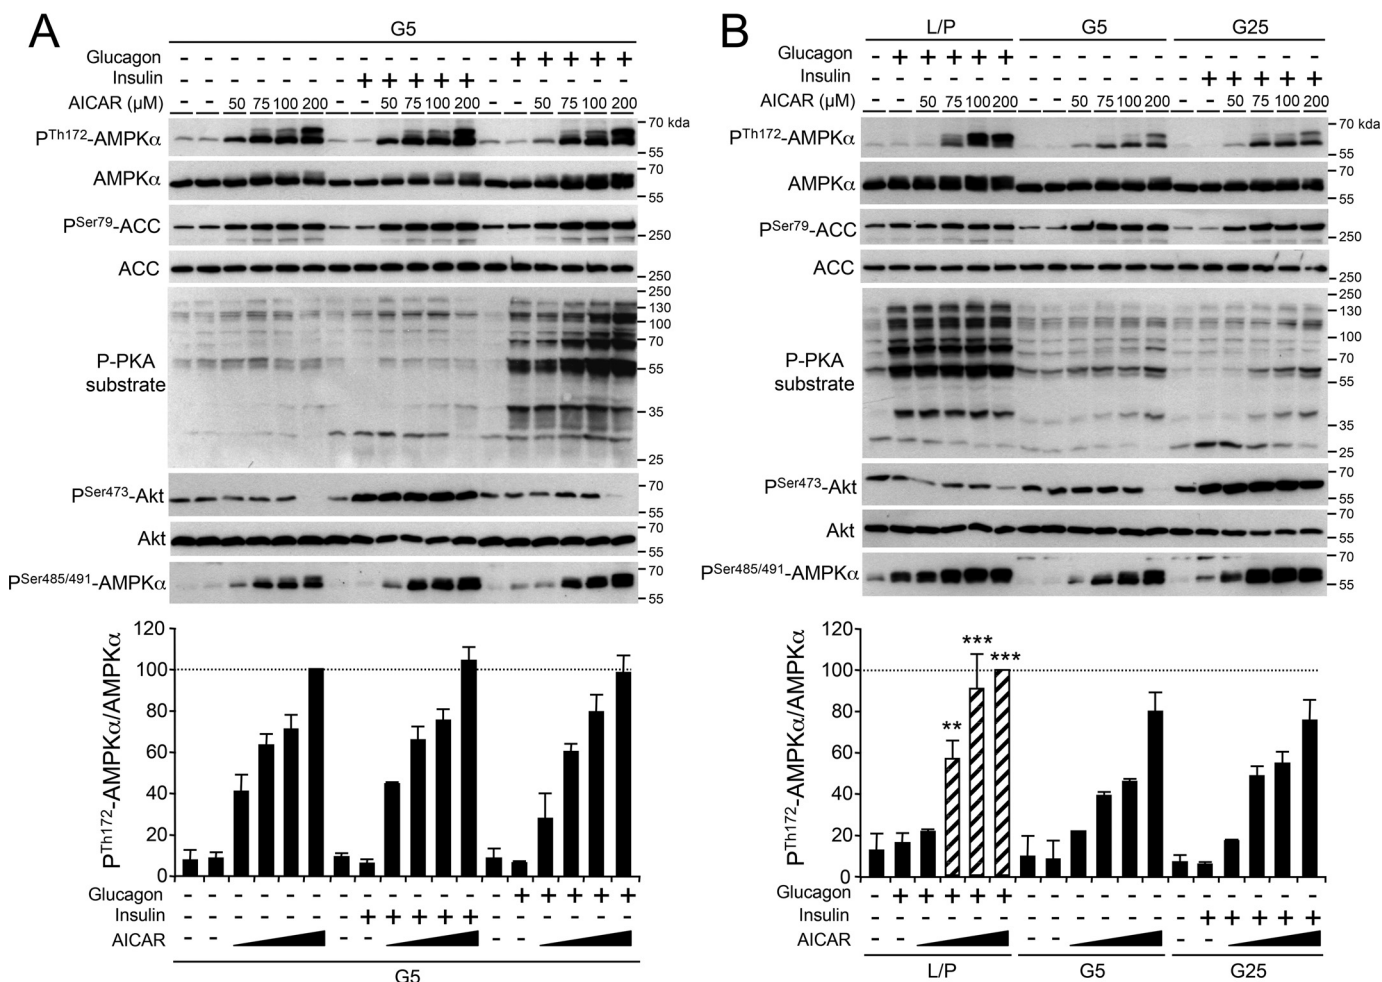 A
G5
Glucagon - - - - - - - - - - - - - + + + + +
Insulin - - - - - - - + + + + + - - - - - -
AICAR (µM) - - 50 75 100 200 - - 50 75 100 200 - - 50 75 100 200
PTh172-AMPKα
70 kda
55
AMPKα
70
55
PSer79-ACC
250
ACC
250
P-PKA
substrate
250
130
100
70
55
35
25
PSer473-Akt
70
55
Akt
70
55
PSer485/491-AMPKα
70
55
PTh172-AMPKα/AMPKα
120
100
80
60
40
20
0
Glucagon - - - - - - - - - - - - - + + + + +
Insulin - - - - - - - + + + + + - - - - - -
AICAR - - - - - -
G5
B
L/P G5 G25
Glucagon - + + + + + - - - - - - - - - - - -
Insulin - - - - - - - - - - - - - + + + + +
AICAR (µM) - - 50 75 100 200 - - 50 75 100 200 - - 50 75 100 200
PTh172-AMPKα
70 kda
55
AMPKα
70
55
PSer79-ACC
250
ACC
250
P-PKA
substrate
250
130
100
70
55
35
25
PSer473-Akt
70
55
Akt
70
55
PSer485/491-AMPKα
70
55
PTh172-AMPKα/AMPKα
120
100
80
60
40
20
0
** *** ***
Glucagon - + + + + + - - - - - - - - - - - -
Insulin - - - - - - - - - - - - - + + + + +
AICAR - - - - - -
L/P G5 G25